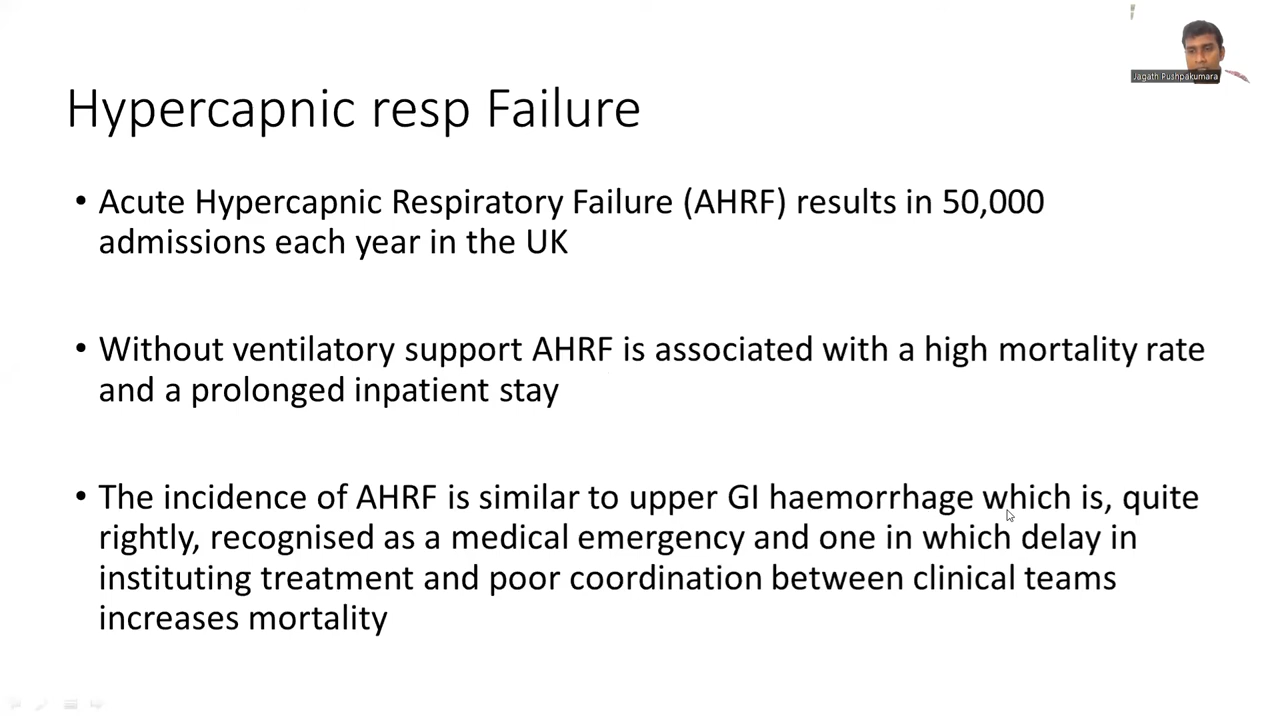 Jagath Pushpakumara
Hypercapnic resp Failure
• Acute Hypercapnic Respiratory Failure (AHRF) results in 50,000
admissions each year in the UK
• Without ventilatory support AHRF is associated with a high mortality rate
and a prolonged inpatient stay
• The incidence of AHRF is similar to upper GI haemorrhage which is, quite
rightly, recognised as a medical emergency and one in which delay in
instituting treatment and poor coordination between clinical teams
increases mortality